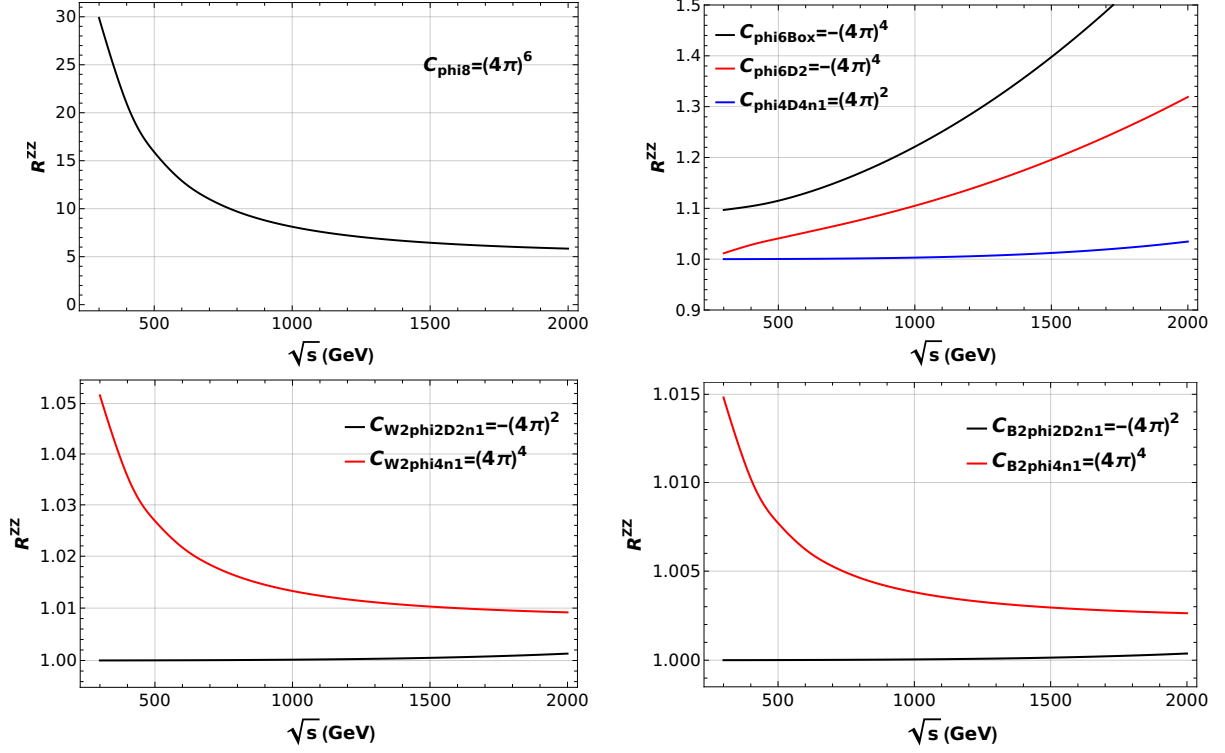 30
25
20
15
10
5
0
R^ZZ
C_phi8=(4π)^6
500 1000 1500 2000
√s (GeV)
1.5
1.4
1.3
1.2
1.1
1.0
0.9
R^ZZ
C_phi6Box=−(4π)^4
C_phi6D2=−(4π)^4
C_phi4D4n1=(4π)^2
500 1000 1500 2000
√s (GeV)
1.05
1.04
1.03
1.02
1.01
1.00
R^ZZ
C_W2phi2D2n1=−(4π)^2
C_W2phi4n1=(4π)^4
500 1000 1500 2000
√s (GeV)
1.015
1.010
1.005
1.000
R^ZZ
C_B2phi2D2n1=−(4π)^2
C_B2phi4n1=(4π)^4
500 1000 1500 2000
√s (GeV)